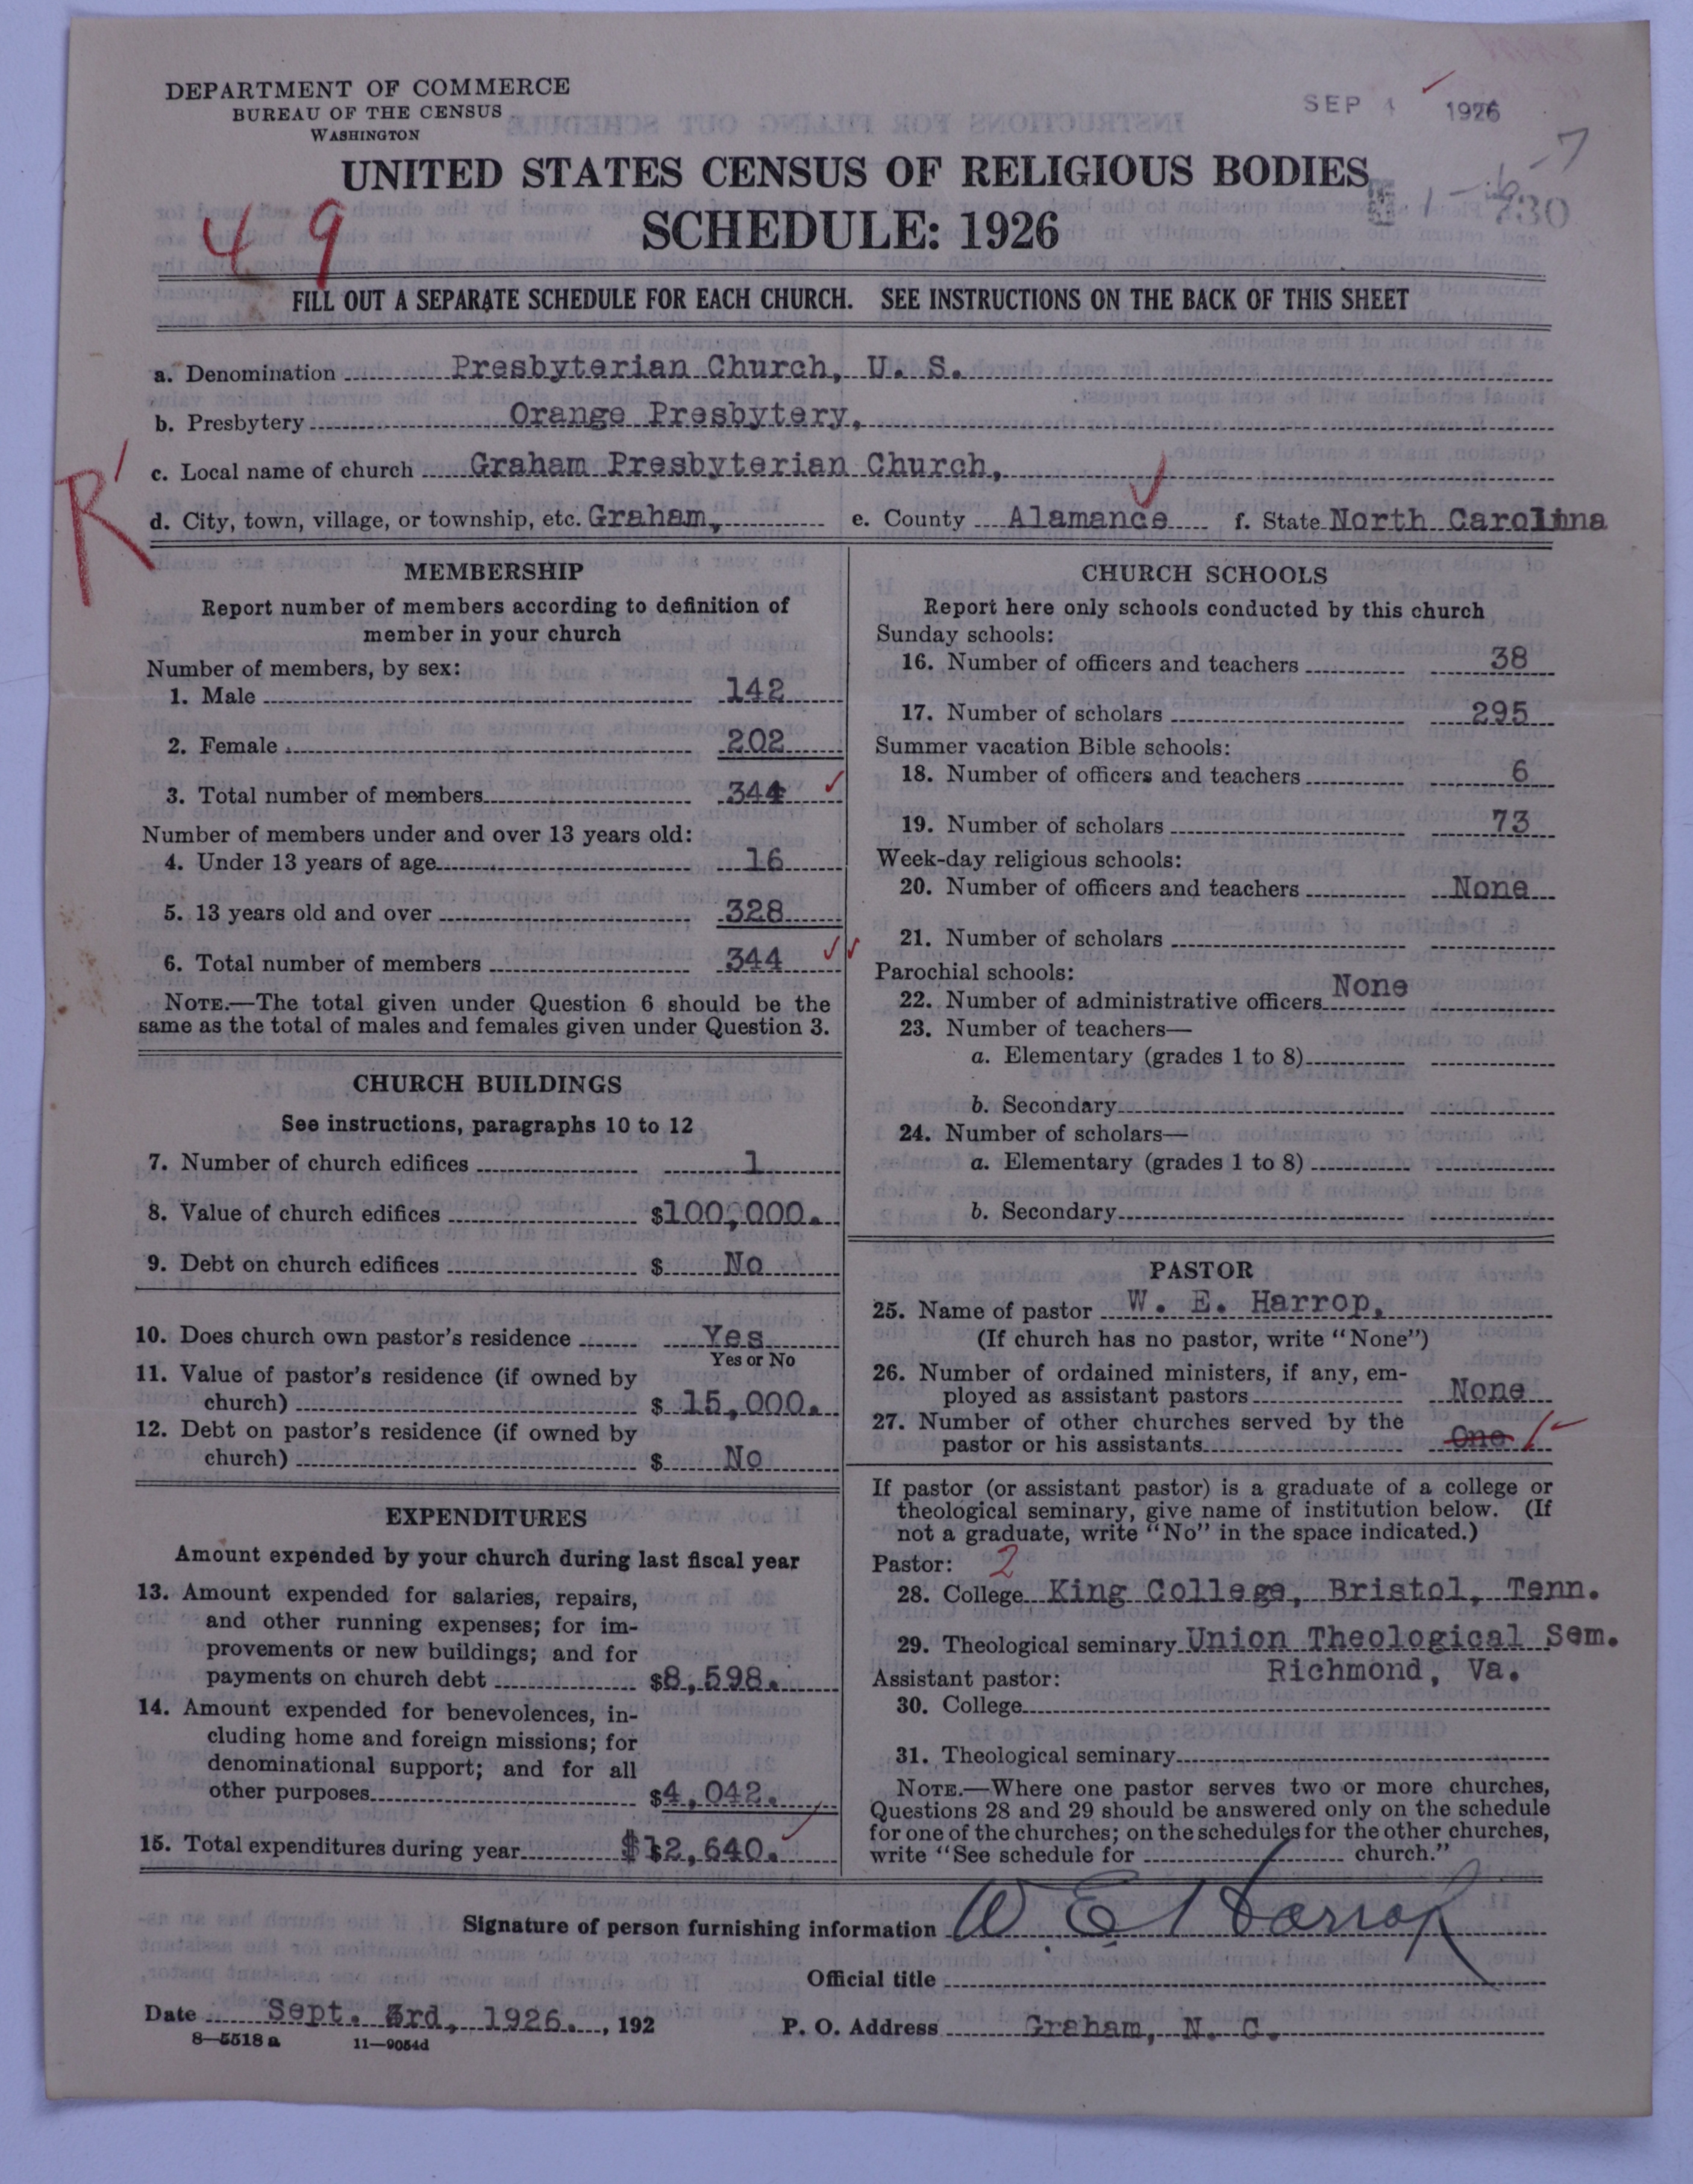 DEPARTMENT OF COMMERCE
BUREAU OF THE CENSUS
WASHINGTON
SEP 4 1926
UNITED STATES CENSUS OF RELIGIOUS BODIES
SCHEDULE: 1926
49
FILL OUT A SEPARATE SCHEDULE FOR EACH CHURCH. SEE INSTRUCTIONS ON THE BACK OF THIS SHEET
a. Denomination Presbyterian Church, U. S.
b. Presbytery Orange Presbytery,
c. Local name of church Graham Presbyterian Church,
R
d. City, town, village, or township, etc. Graham, e. County Alamance f. State North Carolina
MEMBERSHIP
Report number of members according to definition of
member in your church
Number of members, by sex:
1. Male 142
2. Female 202
3. Total number of members 344
Number of members under and over 13 years old:
4. Under 13 years of age 16
5. 13 years old and over 328
6. Total number of members 344
NOTE.—The total given under Question 6 should be the
same as the total of males and females given under Question 3.
CHURCH BUILDINGS
See instructions, paragraphs 10 to 12
7. Number of church edifices 1
8. Value of church edifices $100,000.
9. Debt on church edifices $ No
10. Does church own pastor's residence Yes
Yes or No
11. Value of pastor's residence (if owned by
church) $ 15,000.
12. Debt on pastor's residence (if owned by
church) $ No
EXPENDITURES
Amount expended by your church during last fiscal year
13. Amount expended for salaries, repairs,
and other running expenses; for im-
provements or new buildings; and for
payments on church debt $8,598.
14. Amount expended for benevolences, in-
cluding home and foreign missions; for
denominational support; and for all
other purposes $4,042.
15. Total expenditures during year $12,640.
CHURCH SCHOOLS
Report here only schools conducted by this church
Sunday schools:
16. Number of officers and teachers 38
17. Number of scholars 295
Summer vacation Bible schools:
18. Number of officers and teachers 6
19. Number of scholars 73
Week-day religious schools:
20. Number of officers and teachers None
21. Number of scholars
Parochial schools:
22. Number of administrative officers None
23. Number of teachers—
a. Elementary (grades 1 to 8)
b. Secondary
24. Number of scholars—
a. Elementary (grades 1 to 8)
b. Secondary
PASTOR
25. Name of pastor W. E. Harrop,
(If church has no pastor, write "None")
26. Number of ordained ministers, if any, em-
ployed as assistant pastors None
27. Number of other churches served by the
pastor or his assistants One 1
If pastor (or assistant pastor) is a graduate of a college or
theological seminary, give name of institution below. (If
not a graduate, write "No" in the space indicated.)
Pastor: 2
28. College King College, Bristol, Tenn.
29. Theological seminary Union Theological Sem.
Assistant pastor: Richmond, Va.
30. College
31. Theological seminary
NOTE.—Where one pastor serves two or more churches,
Questions 28 and 29 should be answered only on the schedule
for one of the churches; on the schedules for the other churches,
write "See schedule for church."
Signature of person furnishing information W E Harrop
Official title
Date Sept. 3rd, 1926. , 192 P. O. Address Graham, N. C.
8—5518 a 11—9054d